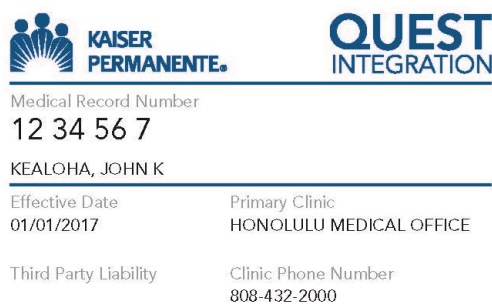 KAISER
PERMANENTE®
QUEST
INTEGRATION
Medical Record Number
12 34 56 7
KEALOHA, JOHN K
Effective Date Primary Clinic
01/01/2017 HONOLULU MEDICAL OFFICE
Third Party Liability Clinic Phone Number
808-432-2000